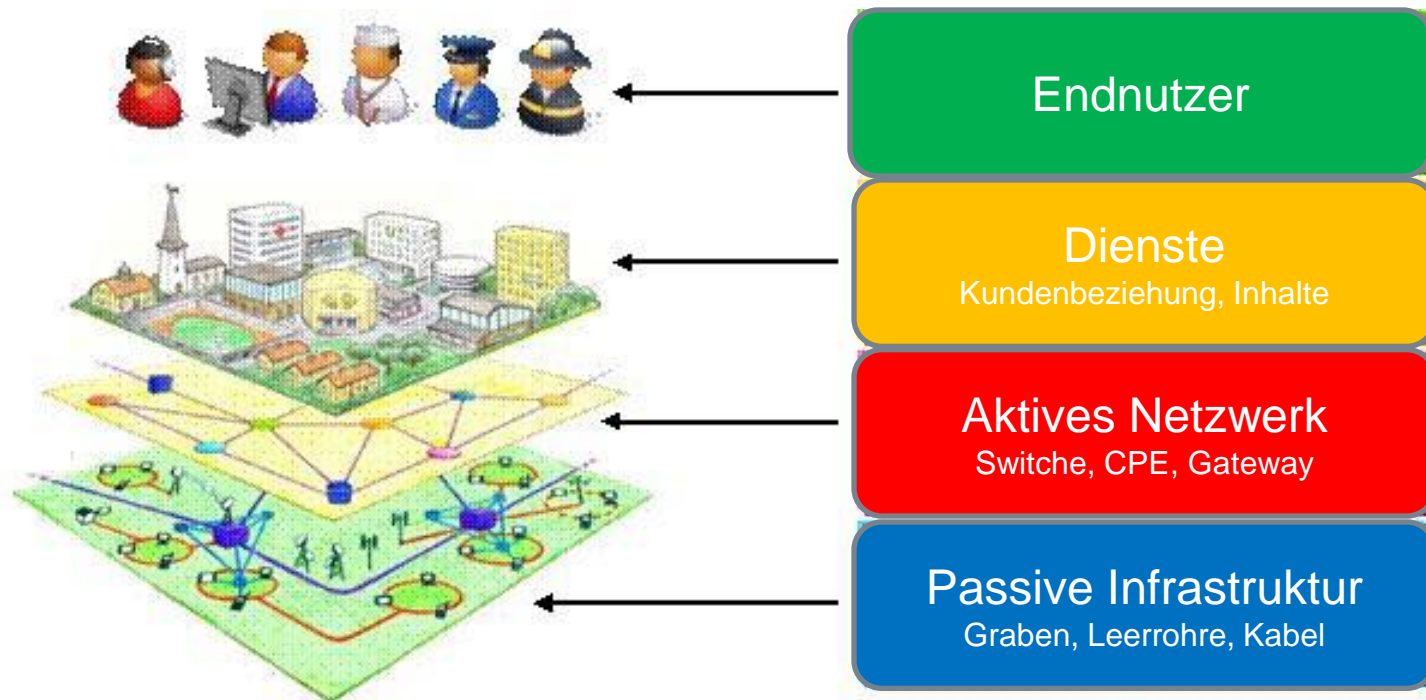 Endnutzer
Dienste
Kundenbeziehung, Inhalte
Aktives Netzwerk
Switche, CPE, Gateway
Passive Infrastruktur
Graben, Leerrohre, Kabel